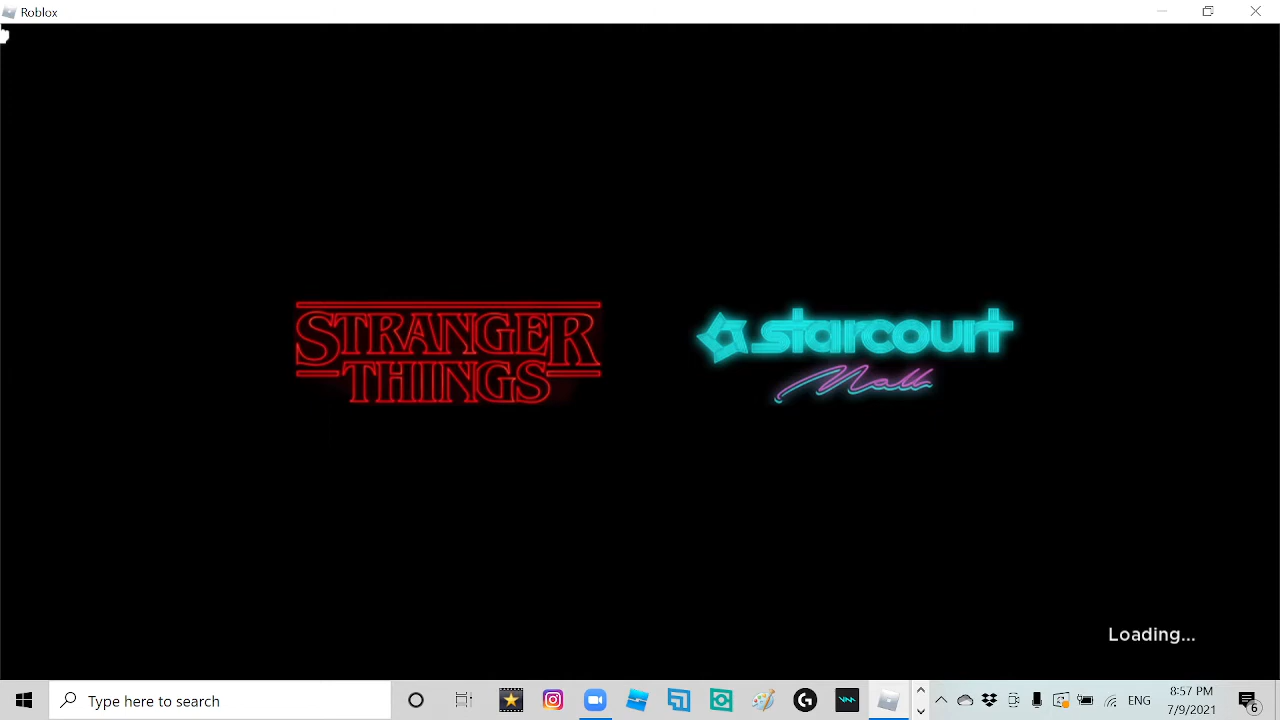 Roblox
STRANGER
THINGS
starcourt
Mall
Loading...
Type here to search
ENG
8:57 PM
7/9/2021
6